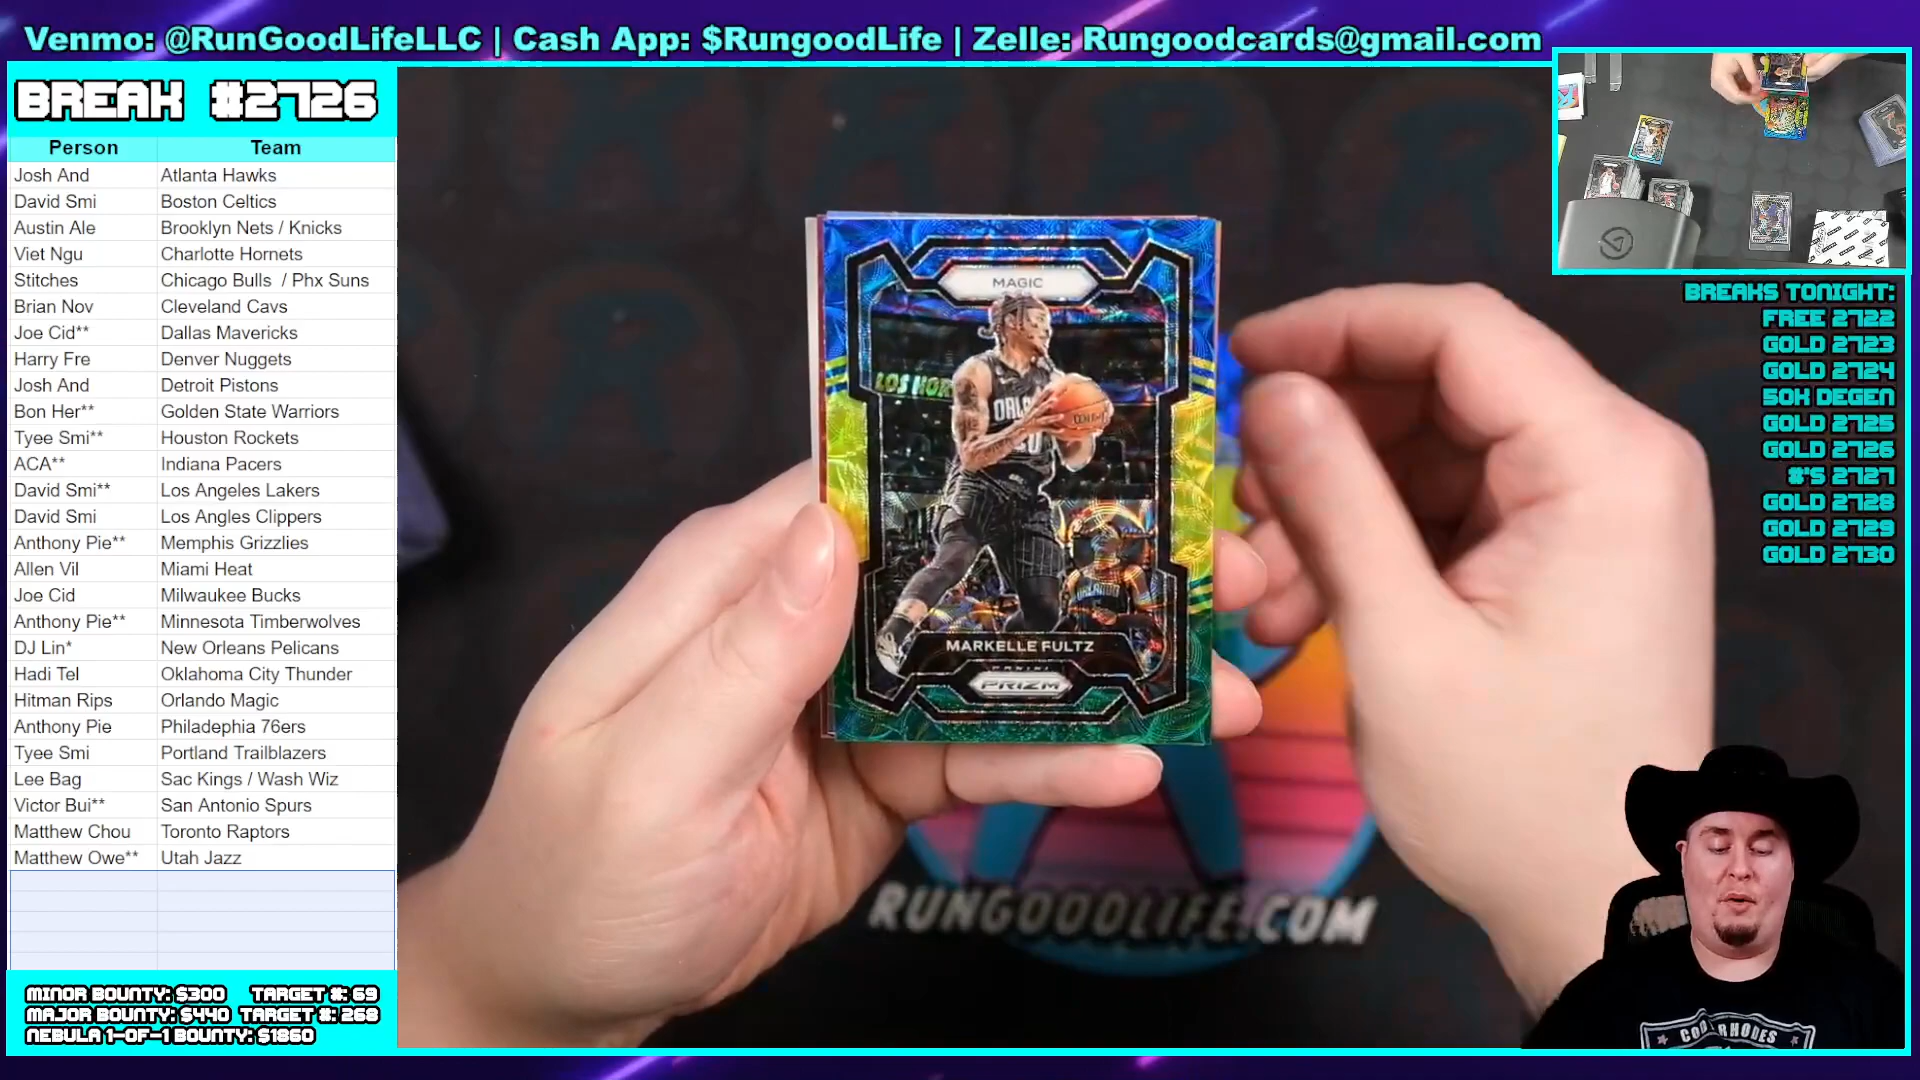 Venmo: @RunGoodLifeLLC | Cash App: $RungoodLife | Zelle: Rungoodcards@gmail.com
BREAK #2726
Person Team
Josh And Atlanta Hawks
David Smi Boston Celtics
Austin Ale Brooklyn Nets / Knicks
Viet Ngu Charlotte Hornets
Stitches Chicago Bulls / Phx Suns
Brian Nov Cleveland Cavs
Joe Cid** Dallas Mavericks
Harry Fre Denver Nuggets
Josh And Detroit Pistons
Bon Her** Golden State Warriors
Tyee Smi** Houston Rockets
ACA** Indiana Pacers
David Smi** Los Angeles Lakers
David Smi Los Angles Clippers
Anthony Pie** Memphis Grizzlies
Allen Vil Miami Heat
Joe Cid Milwaukee Bucks
Anthony Pie** Minnesota Timberwolves
DJ Lin* New Orleans Pelicans
Hadi Tel Oklahoma City Thunder
Hitman Rips Orlando Magic
Anthony Pie Philadephia 76ers
Tyee Smi Portland Trailblazers
Lee Bag Sac Kings / Wash Wiz
Victor Bui** San Antonio Spurs
Matthew Chou Toronto Raptors
Matthew Owe** Utah Jazz
MINOR BOUNTY: $300 TARGET #: 69
MAJOR BOUNTY: $440 TARGET #: 268
NEBULA 1-OF-1 BOUNTY: $1860
MAGIC
LOS HOR
MARKELLE FULTZ
PANINI
PRIZM
RUNGOODLIFE.COM
BREAKS TONIGHT:
FREE 2722
GOLD 2723
GOLD 2724
50K DEGEN
GOLD 2725
GOLD 2726
#'S 2727
GOLD 2728
GOLD 2729
GOLD 2730
RHODES